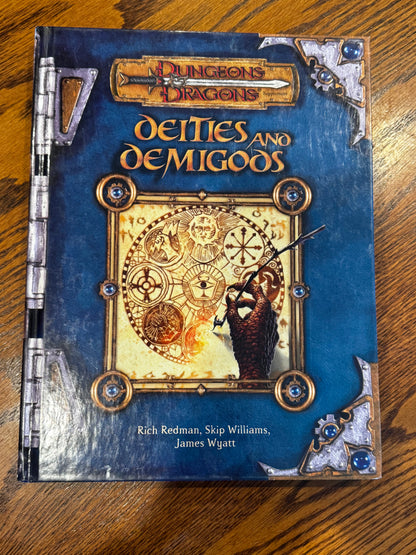 DUNGEONS
DRAGONS
DEITIES AND
DEMIGODS
Rich Redman, Skip Williams,
James Wyatt